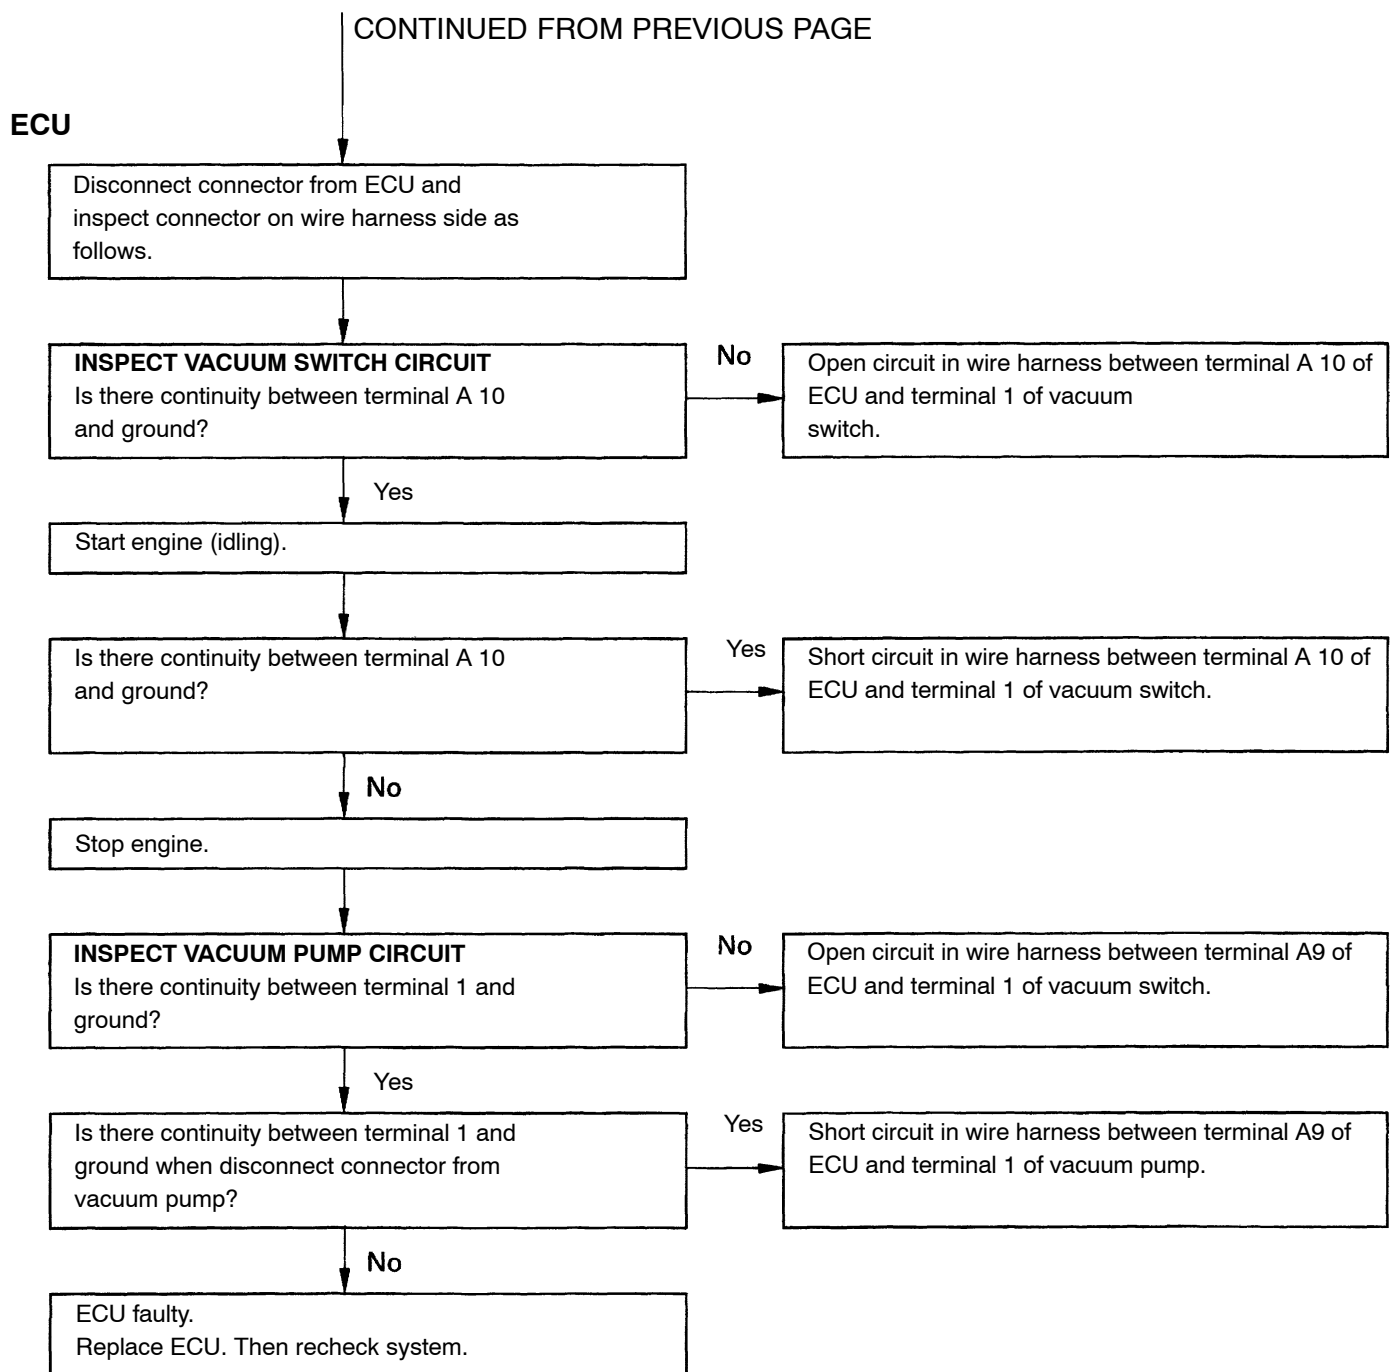 CONTINUED FROM PREVIOUS PAGE
ECU
Disconnect connector from ECU and
inspect connector on wire harness side as
follows.
INSPECT VACUUM SWITCH CIRCUIT
Is there continuity between terminal A 10
and ground?
No
Open circuit in wire harness between terminal A 10 of
ECU and terminal 1 of vacuum
switch.
Yes
Start engine (idling).
Is there continuity between terminal A 10
and ground?
Yes
Short circuit in wire harness between terminal A 10 of
ECU and terminal 1 of vacuum switch.
No
Stop engine.
INSPECT VACUUM PUMP CIRCUIT
Is there continuity between terminal 1 and
ground?
No
Open circuit in wire harness between terminal A9 of
ECU and terminal 1 of vacuum switch.
Yes
Is there continuity between terminal 1 and
ground when disconnect connector from
vacuum pump?
Yes
Short circuit in wire harness between terminal A9 of
ECU and terminal 1 of vacuum pump.
No
ECU faulty.
Replace ECU. Then recheck system.